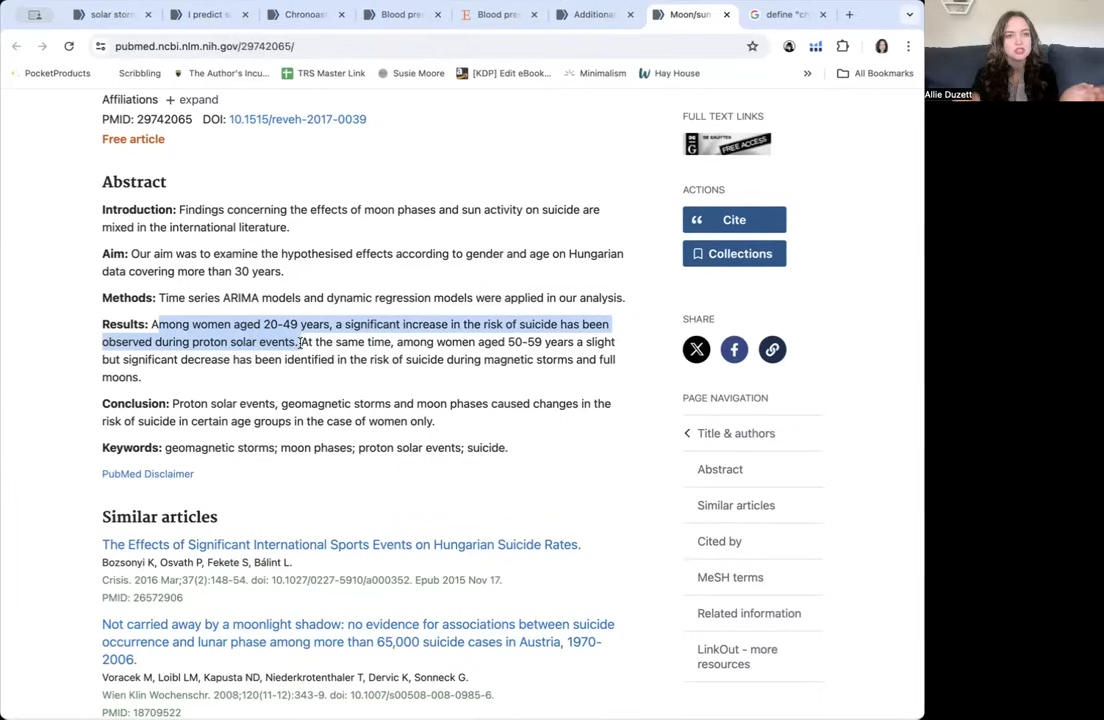 solar storm
I predict s
Chronoast
Blood pre
Blood pres
Additiona
Moon/sun
define "ch
pubmed.ncbi.nlm.nih.gov/29742065/
PocketProducts
Scribbling
The Author's Incu...
TRS Master Link
Susie Moore
[KDP] Edit eBook...
Minimalism
Hay House
All Bookmarks
Allie Duzett
Affiliations + expand
PMID: 29742065 DOI: 10.1515/reveh-2017-0039
Free article
Abstract
Introduction: Findings concerning the effects of moon phases and sun activity on suicide are
mixed in the international literature.
Aim: Our aim was to examine the hypothesised effects according to gender and age on Hungarian
data covering more than 30 years.
Methods: Time series ARIMA models and dynamic regression models were applied in our analysis.
Results: Among women aged 20-49 years, a significant increase in the risk of suicide has been
observed during proton solar events. At the same time, among women aged 50-59 years a slight
but significant decrease has been identified in the risk of suicide during magnetic storms and full
moons.
Conclusion: Proton solar events, geomagnetic storms and moon phases caused changes in the
risk of suicide in certain age groups in the case of women only.
Keywords: geomagnetic storms; moon phases; proton solar events; suicide.
PubMed Disclaimer
Similar articles
The Effects of Significant International Sports Events on Hungarian Suicide Rates.
Bozsonyi K, Osvath P, Fekete S, Bálint L.
Crisis. 2016 Mar;37(2):148-54. doi: 10.1027/0227-5910/a000352. Epub 2015 Nov 17.
PMID: 26572906
Not carried away by a moonlight shadow: no evidence for associations between suicide
occurrence and lunar phase among more than 65,000 suicide cases in Austria, 1970-
2006.
Voracek M, Loibl LM, Kapusta ND, Niederkrotenthaler T, Dervic K, Sonneck G.
Wien Klin Wochenschr. 2008;120(11-12):343-9. doi: 10.1007/s00508-008-0985-6.
PMID: 18709522
FULL TEXT LINKS
DE G
DE GRUYTER
FREE ACCESS
ACTIONS
Cite
Collections
SHARE
PAGE NAVIGATION
Title & authors
Abstract
Similar articles
Cited by
MeSH terms
Related information
LinkOut - more
resources